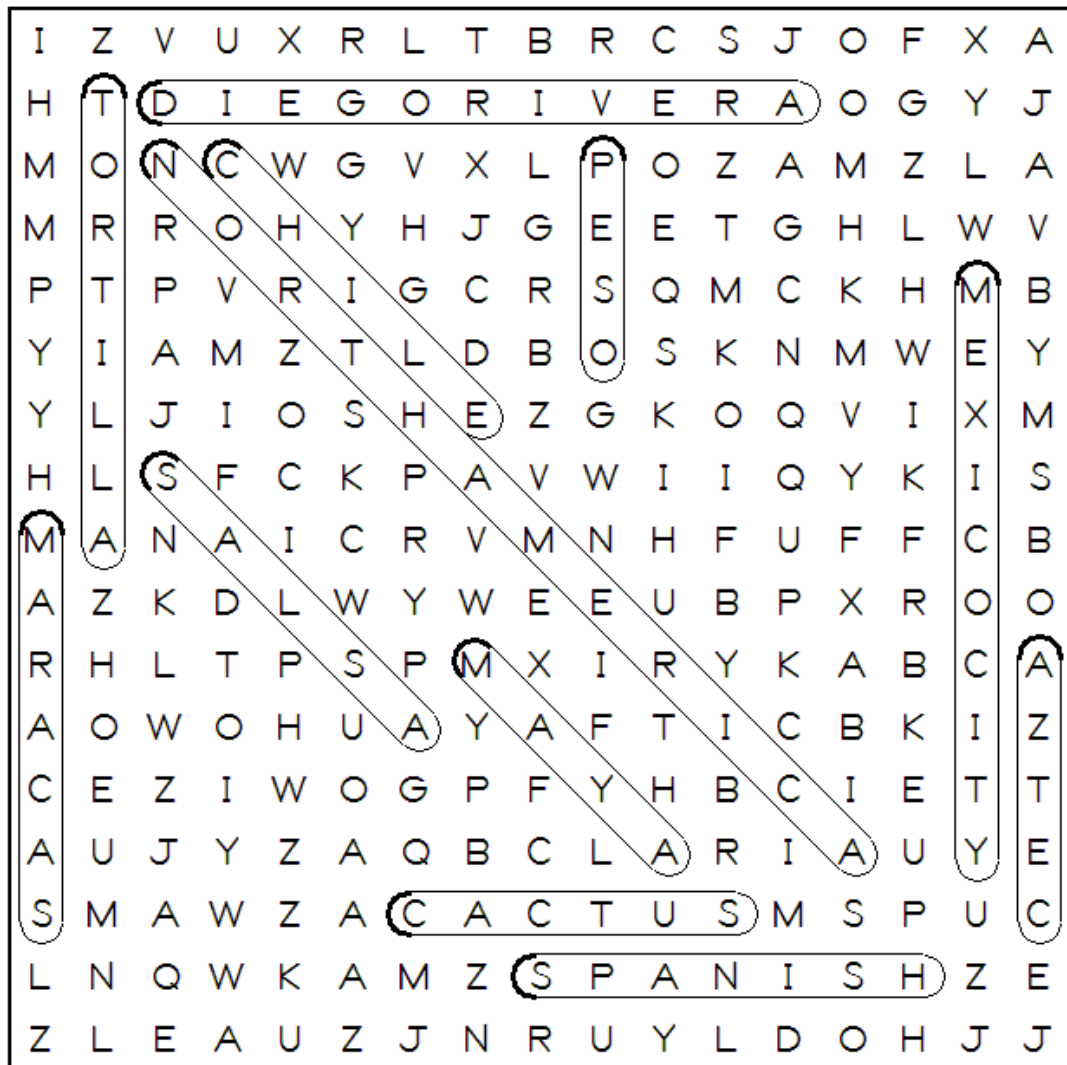 I Z V U X R L T B R C S J O F X A
H T D I E G O R I V E R A O G Y J
M O N C W G V X L P O Z A M Z L A
M R R O H Y H J G E E T G H L W V
P T P V R I G C R S Q M C K H M B
Y I A M Z T L D B O S K N M W E Y
Y L J I O S H E Z G K O Q V I X M
H L S F C K P A V W I I Q Y K I S
M A N A I C R V M N H F U F F C B
A Z K D L W Y W E E U B P X R O O
R H L T P S P M X I R Y K A B C A
A O W O H U A Y A F T I C B K I Z
C E Z I W O G P F Y H B C I E T T
A U J Y Z A Q B C L A R I A U Y E
S M A W Z A C A C T U S M S P U C
L N Q W K A M Z S P A N I S H Z E
Z L E A U Z J N R U Y L D O H J J